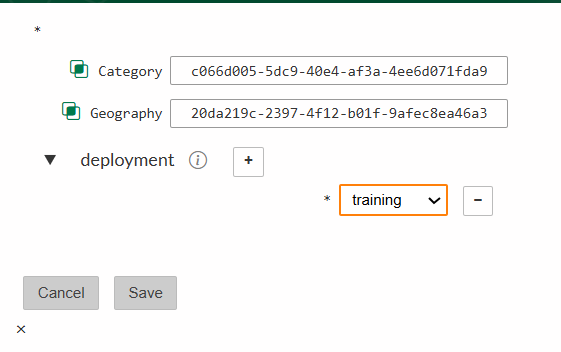 *
Category c066d005-5dc9-40e4-af3a-4ee6d071fda9
Geography 20da219c-2397-4f12-b01f-9afec8ea46a3
▼ deployment i +
* training −
Cancel Save
×